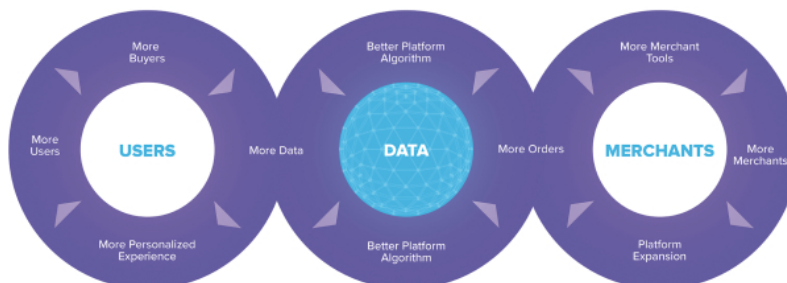 More
Buyers
Better Platform
Algorithm
More Merchant
Tools
More
Users
USERS
More Data
DATA
More Orders
MERCHANTS
More
Merchants
More Personalized
Experience
Better Platform
Algorithm
Platform
Expansion